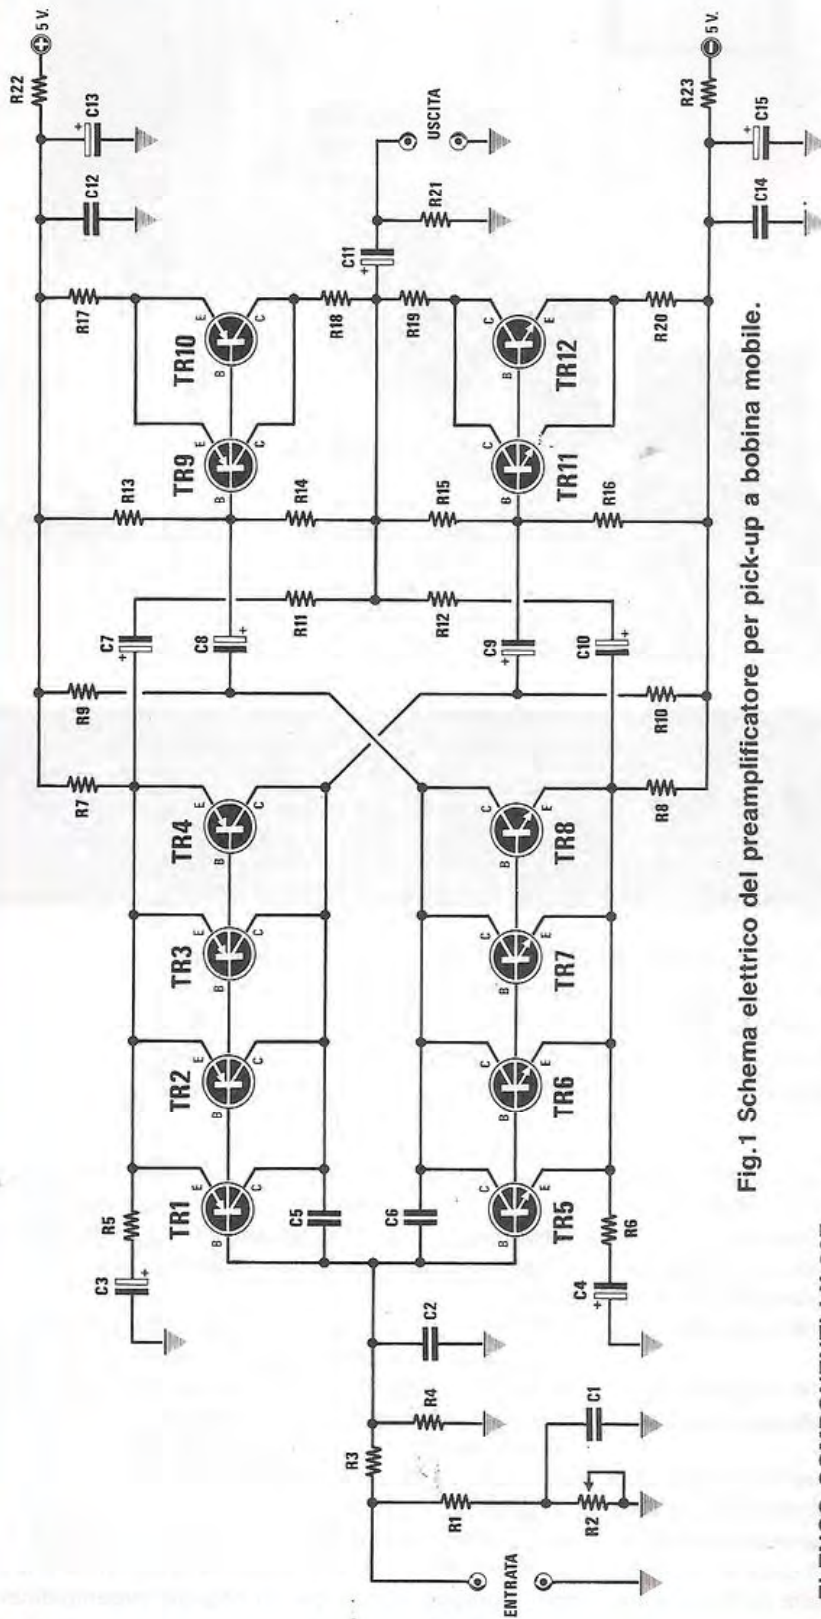 R22
5 V.
C12
C13
R17
R13
R9
R7
E
TR10
C
B
E
TR9
C
B
R18
R14
C7
C8
R11
C11
R21
USCITA
R19
R15
R12
C9
C10
C
TR12
E
B
C
TR11
E
B
R20
R16
R10
R8
C14
C15
R23
5 V.
E
TR4
C
B
E
TR3
C
B
E
TR2
C
B
E
TR1
C
B
C3
R5
C5
C6
C
TR8
E
B
C
TR7
E
B
C
TR6
E
B
C
TR5
E
B
C4
R6
C2
R4
R3
R1
C1
R2
ENTRATA
Fig.1 Schema elettrico del preamplificatore per pick-up a bobina mobile.